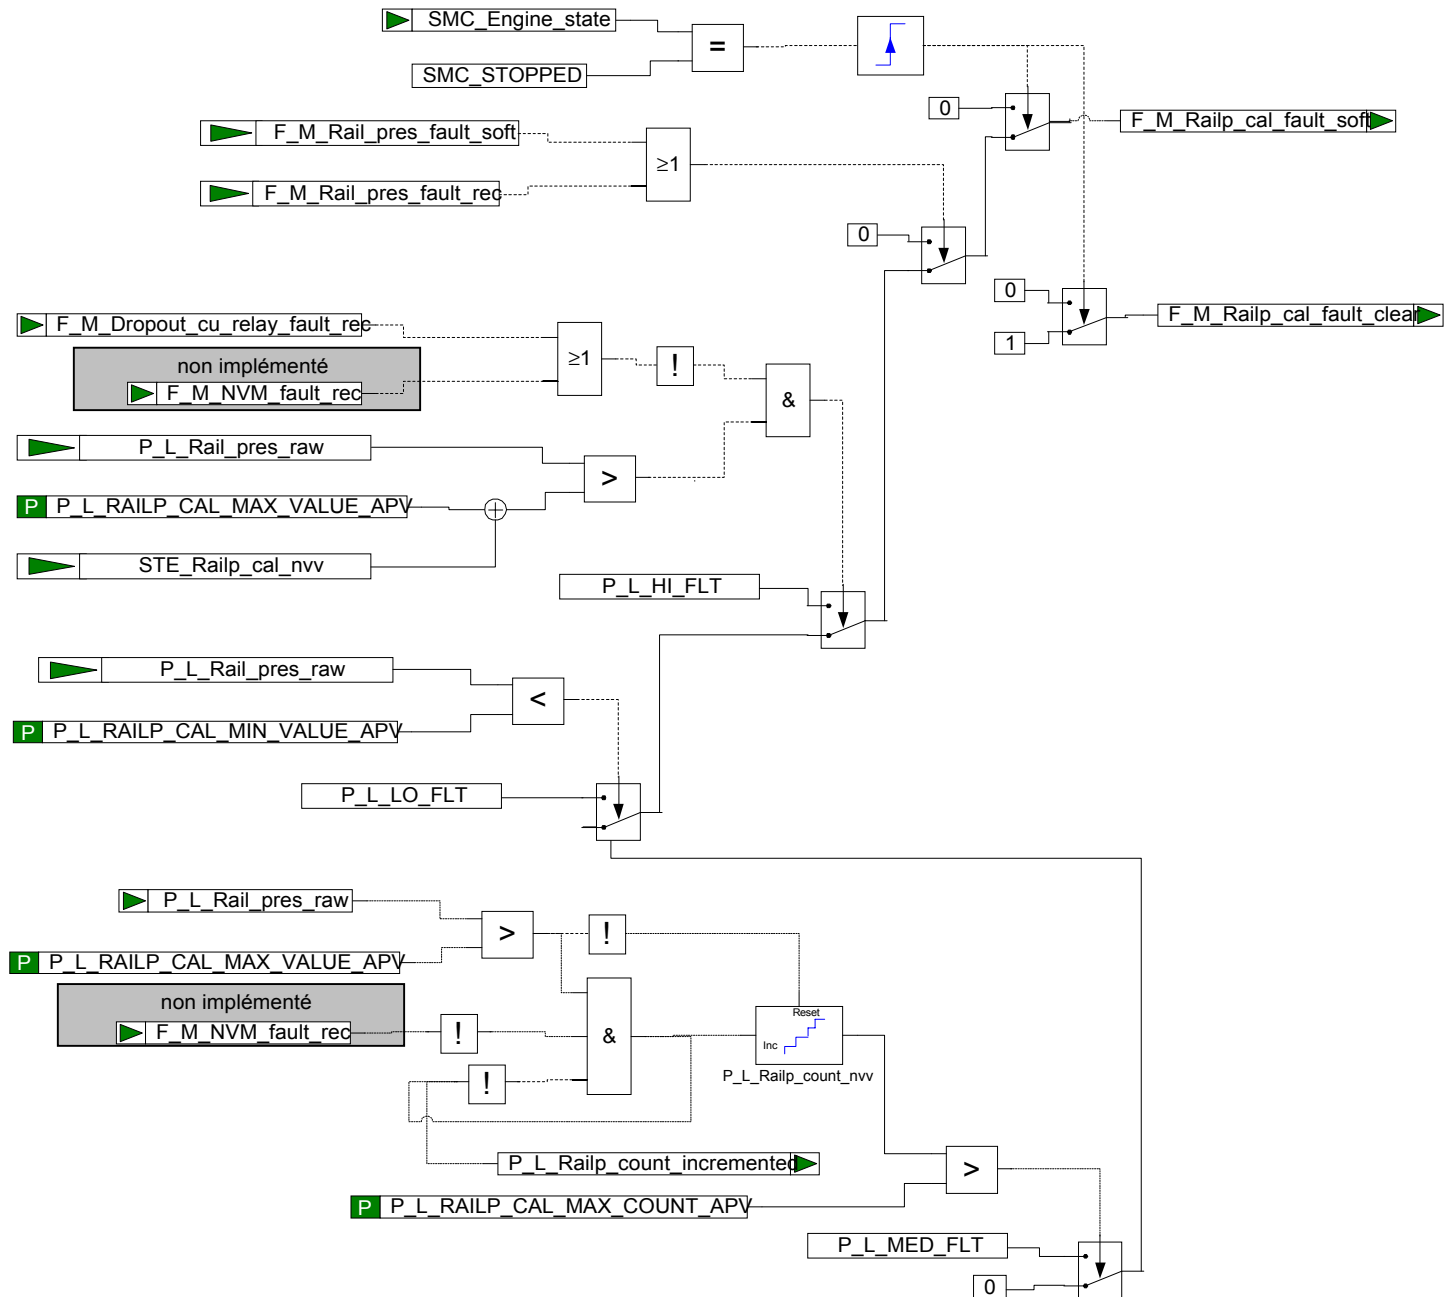 SMC_Engine_state
=
SMC_STOPPED
0
F_M_Railp_cal_fault_soft
F_M_Rail_pres_fault_soft
≥1
F_M_Rail_pres_fault_rec
0
0
F_M_Railp_cal_fault_clear
1
F_M_Dropout_cu_relay_fault_rec
≥1
!
non implémenté
F_M_NVM_fault_rec
&
P_L_Rail_pres_raw
>
P P_L_RAILP_CAL_MAX_VALUE_APV
STE_Railp_cal_nvv
P_L_HI_FLT
P_L_Rail_pres_raw
<
P P_L_RAILP_CAL_MIN_VALUE_APV
P_L_LO_FLT
P_L_Rail_pres_raw
>
!
P P_L_RAILP_CAL_MAX_VALUE_APV
non implémenté
F_M_NVM_fault_rec
!
&
Reset
Inc
P_L_Railp_count_nvv
!
P_L_Railp_count_incremented
>
P P_L_RAILP_CAL_MAX_COUNT_APV
P_L_MED_FLT
0